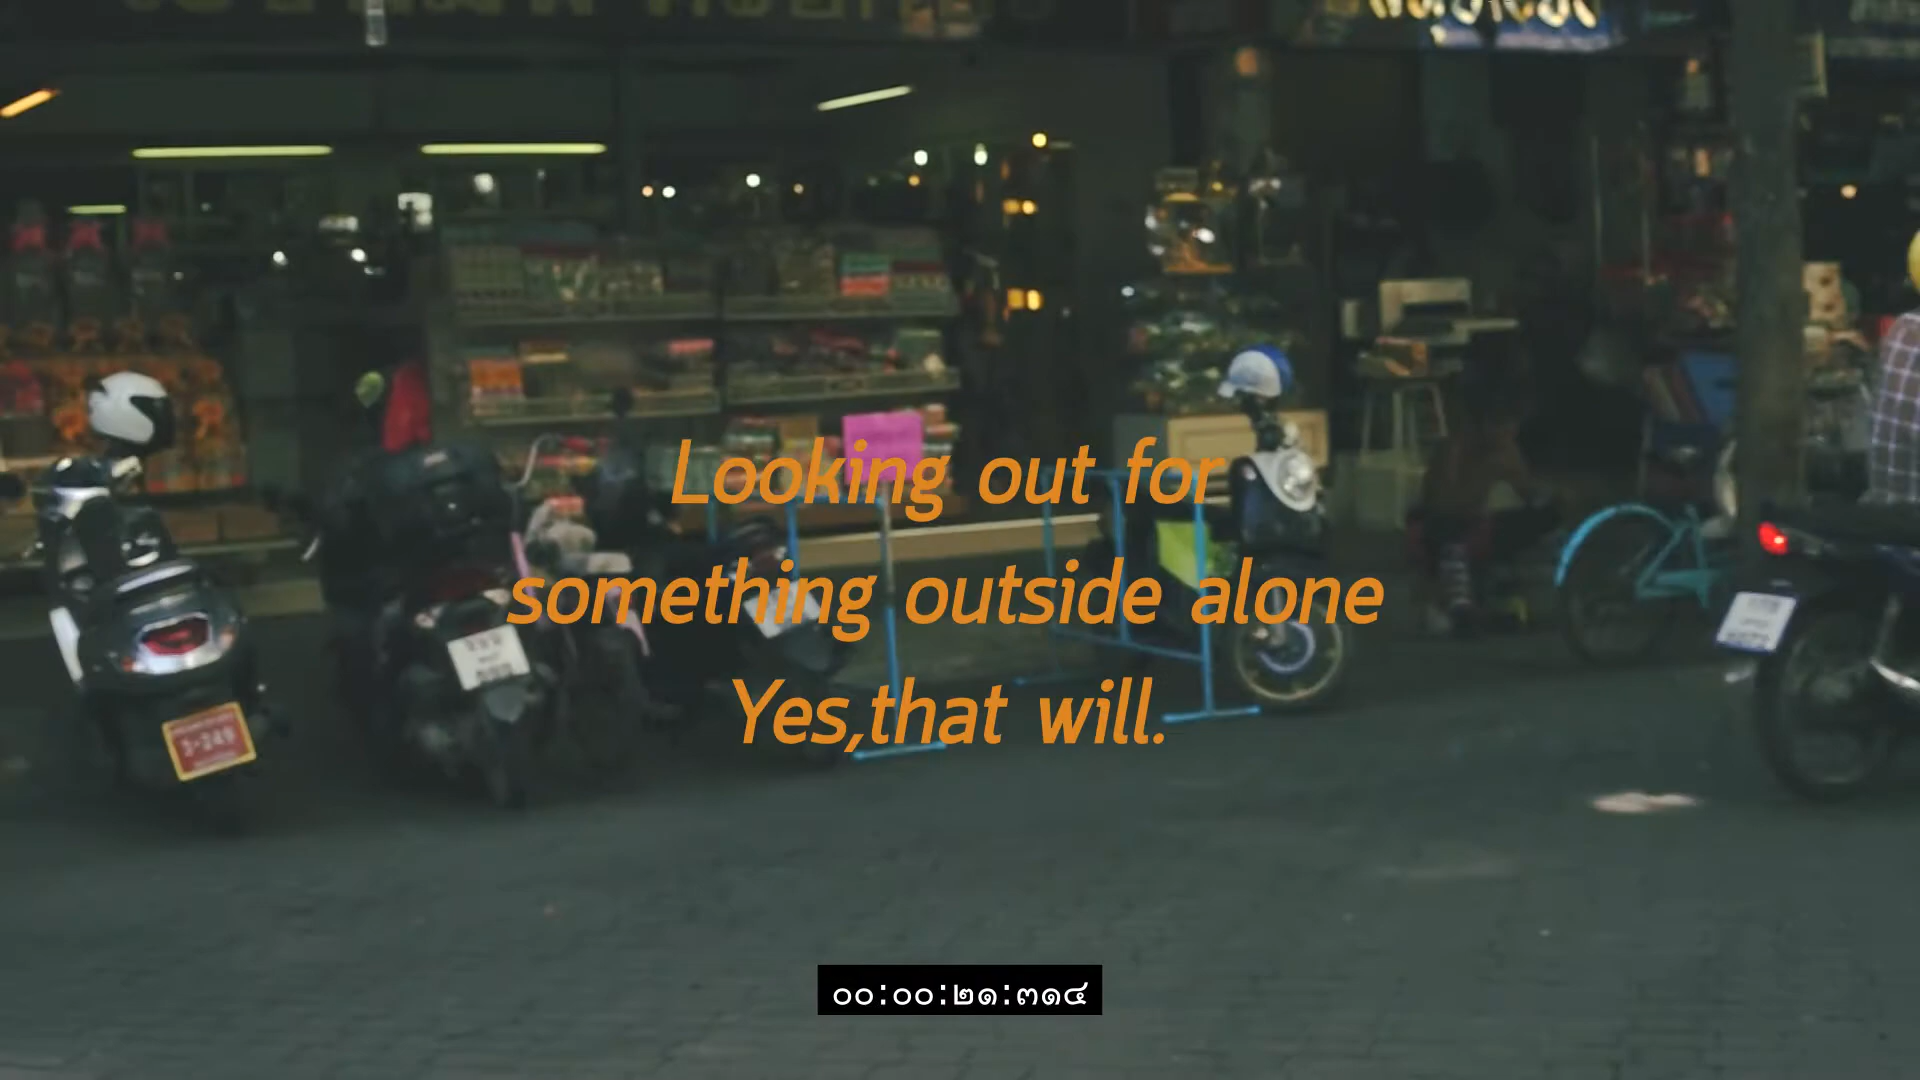 Looking out for
something outside alone
Yes,that will.
๐๐:๐๐:๒๑:๓๑๔